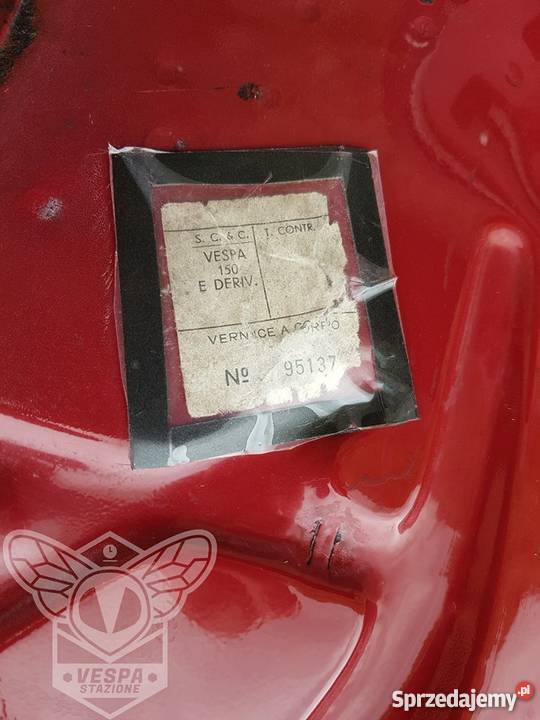 S. C. & C. T. CONTR.
VESPA
150
E DERIV.
VERNICE A CORPO
Nº 95137
VESPA
STAZIONE
Sprzedajemy.pl